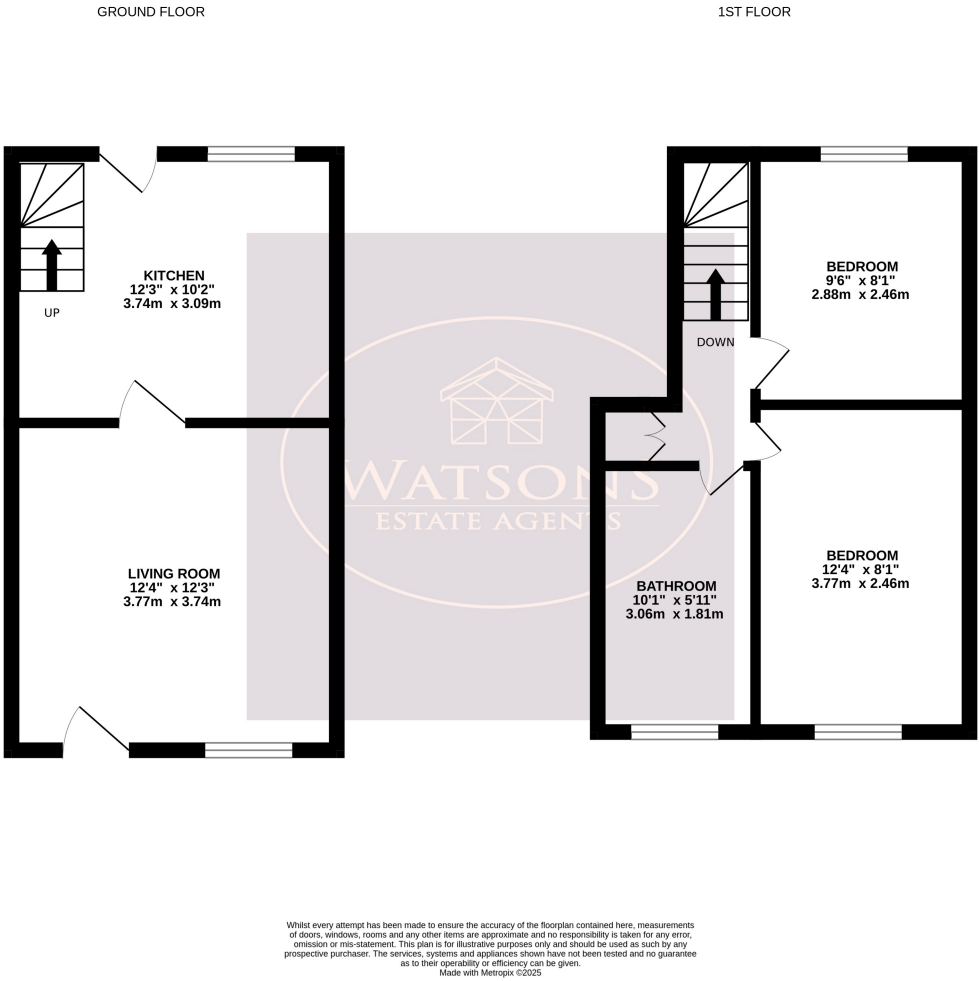 GROUND FLOOR
1ST FLOOR
KITCHEN
12'3" x 10'2"
3.74m x 3.09m
UP
LIVING ROOM
12'4" x 12'3"
3.77m x 3.74m
BEDROOM
9'6" x 8'1"
2.88m x 2.46m
DOWN
BEDROOM
12'4" x 8'1"
3.77m x 2.46m
BATHROOM
10'1" x 5'11"
3.06m x 1.81m
WATSONS
ESTATE AGENTS
Whilst every attempt has been made to ensure the accuracy of the floorplan contained here, measurements
of doors, windows, rooms and any other items are approximate and no responsibility is taken for any error,
omission or mis-statement. This plan is for illustrative purposes only and should be used as such by any
prospective purchaser. The services, systems and appliances shown have not been tested and no guarantee
as to their operability or efficiency can be given.
Made with Metropix ©2025